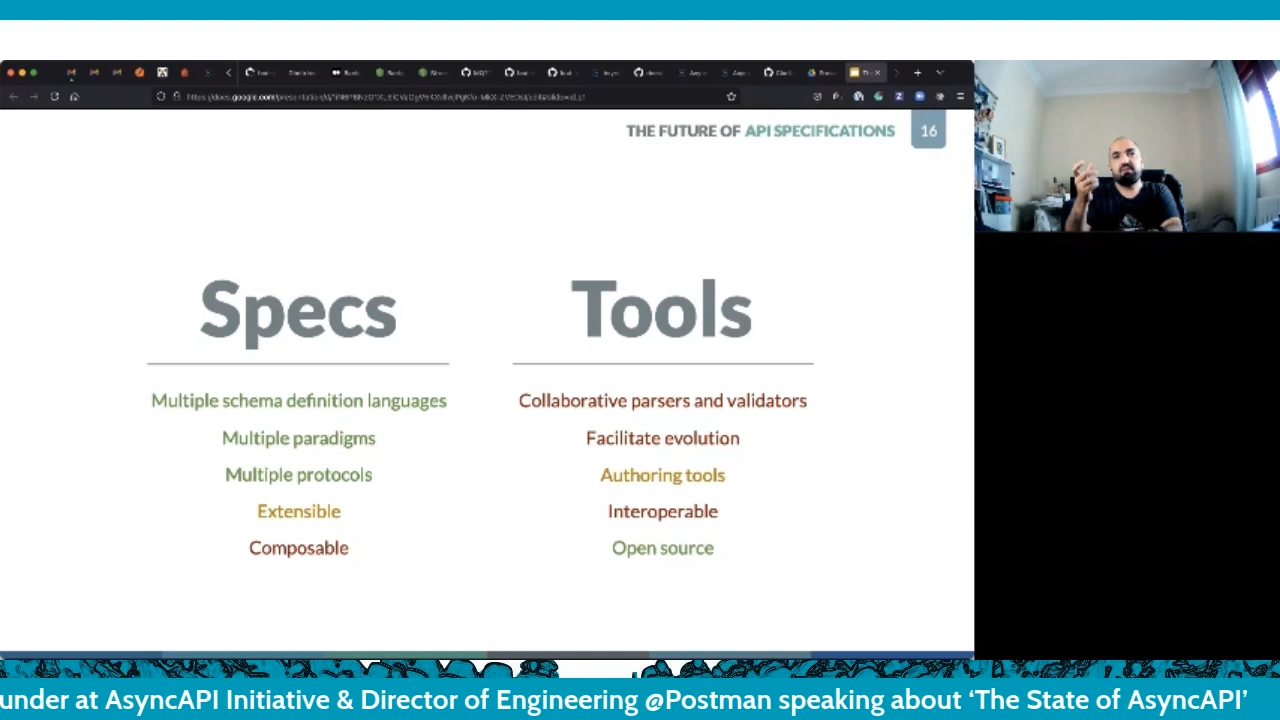 THE FUTURE OF API SPECIFICATIONS 16
Specs
Multiple schema definition languages
Multiple paradigms
Multiple protocols
Extensible
Composable
Tools
Collaborative parsers and validators
Facilitate evolution
Authoring tools
Interoperable
Open source
under at AsyncAPI Initiative & Director of Engineering @Postman speaking about ‘The State of AsyncAPI’